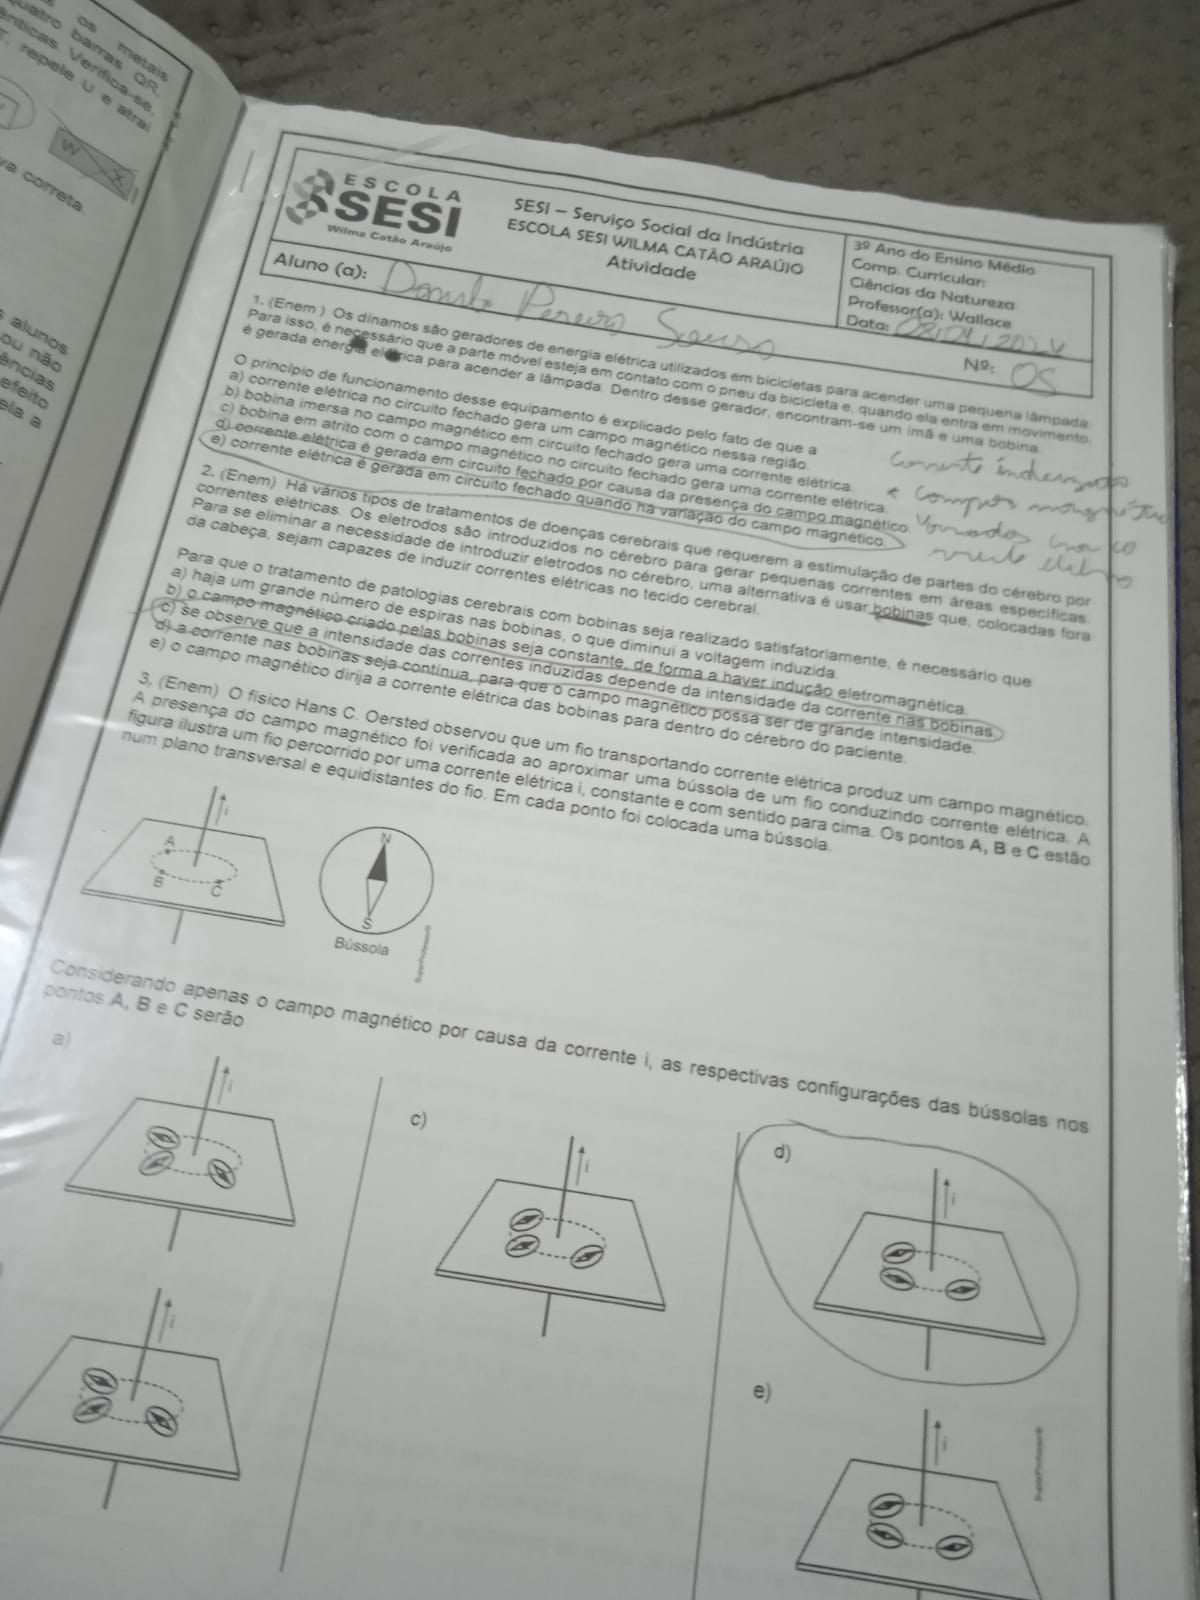 os metais
quatro barras QR,
ênticas. Verifica-se,
T, repele U e atrai
W X
va correta.
s alunos
ou não
ências
efeito
ela a
ESCOLA
SESI
Wilma Catão Araújo
SESI – Serviço Social da Indústria
ESCOLA SESI WILMA CATÃO ARAÚJO
Atividade
3º Ano do Ensino Médio
Comp. Curricular:
Ciências da Natureza
Professor(a): Wallace
Data: 08/04/2024
Aluno (a): Danilo Pereira Sousa
Nº: 05
1. (Enem ) Os dínamos são geradores de energia elétrica utilizados em bicicletas para acender uma pequena lâmpada.
Para isso, é necessário que a parte móvel esteja em contato com o pneu da bicicleta e, quando ela entra em movimento,
é gerada energia elétrica para acender a lâmpada. Dentro desse gerador, encontram-se um ímã e uma bobina.
O princípio de funcionamento desse equipamento é explicado pelo fato de que a
a) corrente elétrica no circuito fechado gera um campo magnético nessa região.
b) bobina imersa no campo magnético em circuito fechado gera uma corrente elétrica.
c) bobina em atrito com o campo magnético no circuito fechado gera uma corrente elétrica.
d) corrente elétrica é gerada em circuito fechado por causa da presença do campo magnético.
e) corrente elétrica é gerada em circuito fechado quando há variação do campo magnético.
Corrente
2. (Enem) Há vários tipos de tratamentos de doenças cerebrais que requerem a estimulação de partes do cérebro por
correntes elétricas. Os eletrodos são introduzidos no cérebro para gerar pequenas correntes em áreas específicas.
Para se eliminar a necessidade de introduzir eletrodos no cérebro, uma alternativa é usar bobinas que, colocadas fora
da cabeça, sejam capazes de induzir correntes elétricas no tecido cerebral.
Para que o tratamento de patologias cerebrais com bobinas seja realizado satisfatoriamente, é necessário que
a) haja um grande número de espiras nas bobinas, o que diminui a voltagem induzida.
b) o campo magnético criado pelas bobinas seja constante, de forma a haver indução eletromagnética.
c) se observe que a intensidade das correntes induzidas depende da intensidade da corrente nas bobinas.
d) a corrente nas bobinas seja contínua, para que o campo magnético possa ser de grande intensidade.
e) o campo magnético dirija a corrente elétrica das bobinas para dentro do cérebro do paciente.
3. (Enem) O físico Hans C. Oersted observou que um fio transportando corrente elétrica produz um campo magnético.
A presença do campo magnético foi verificada ao aproximar uma bússola de um fio conduzindo corrente elétrica. A
figura ilustra um fio percorrido por uma corrente elétrica i, constante e com sentido para cima. Os pontos A, B e C estão
num plano transversal e equidistantes do fio. Em cada ponto foi colocada uma bússola.
i
A
B
C
N
S
Bússola
SuperProfessor®
Considerando apenas o campo magnético por causa da corrente i, as respectivas configurações das bússolas nos
pontos A, B e C serão
a)
i
c)
i
d)
i
i
e)
i
SuperProfessor®